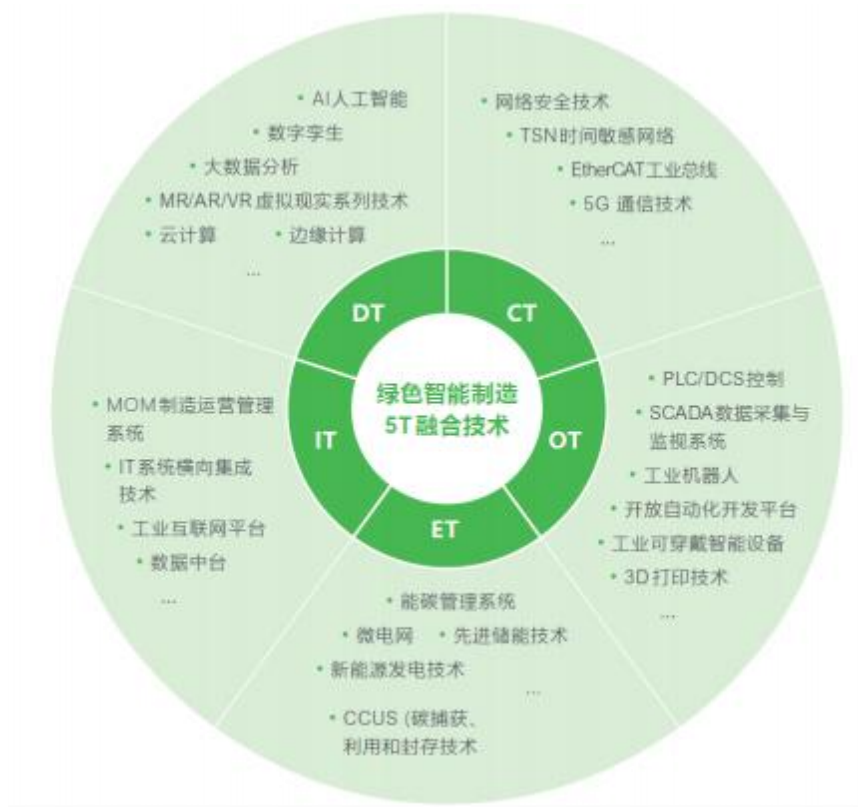 AI人工智能
数字孪生
大数据分析
MR/AR/VR虚拟现实系列技术
云计算
边缘计算
...
网络安全技术
TSN时间敏感网络
EtherCAT工业总线
5G 通信技术
...
DT
CT
绿色智能制造
5T融合技术
IT
OT
ET
MOM制造运营管理
系统
IT系统横向集成
技术
工业互联网平台
数据中台
...
PLC/DCS控制
SCADA数据采集与
监视系统
工业机器人
开放自动化开发平台
工业可穿戴智能设备
3D打印技术
...
能碳管理系统
微电网
先进储能技术
新能源发电技术
...
CCUS (碳捕获、
利用和封存技术